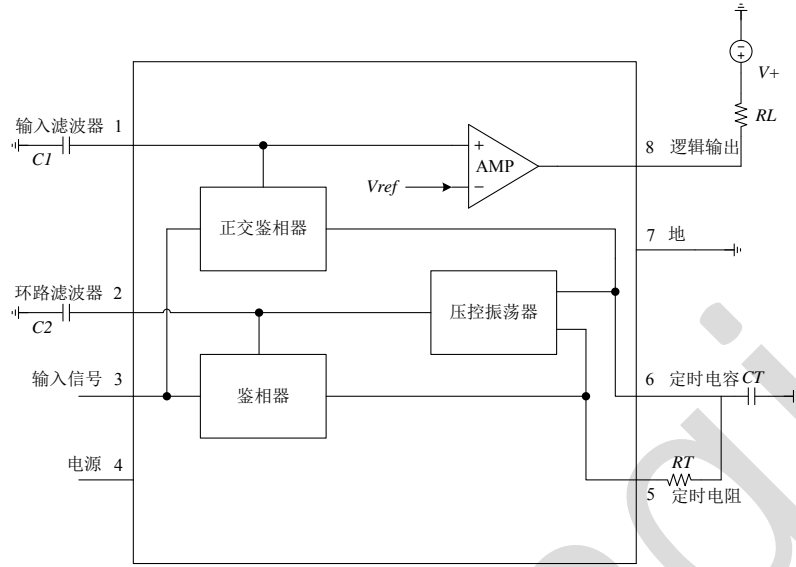 V+
RL
输入滤波器 1
C1
+
AMP
Vref
−
8 逻辑输出
正交鉴相器
7 地
环路滤波器 2
C2
压控振荡器
输入信号 3
鉴相器
6 定时电容 CT
电源 4
RT
5 定时电阻